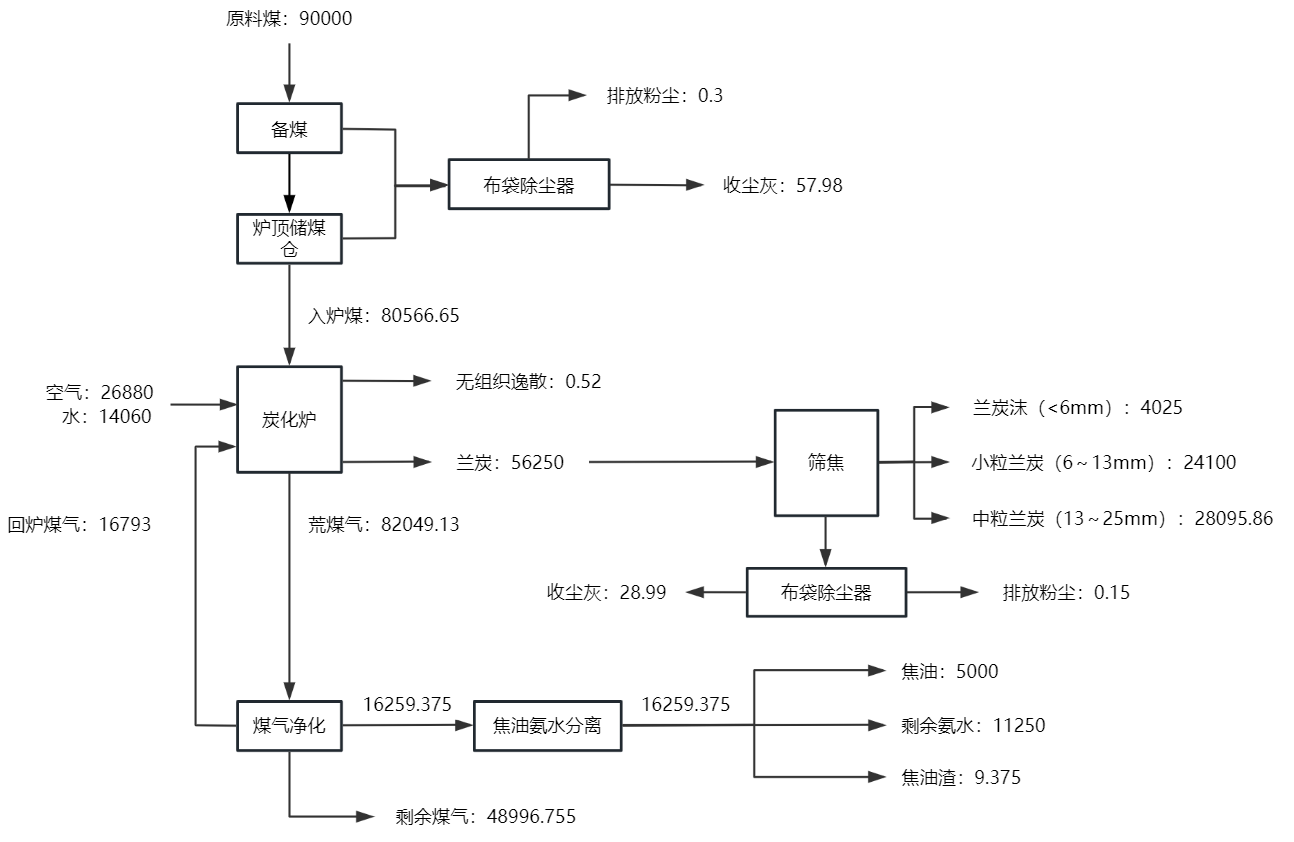 原料煤：90000
排放粉尘：0.3
备煤
布袋除尘器
收尘灰：57.98
炉顶储煤
仓
入炉煤：80566.65
空气：26880
水：14060
炭化炉
无组织逸散：0.52
兰炭：56250
筛焦
兰炭沫（<6mm）：4025
小粒兰炭（6～13mm）：24100
中粒兰炭（13～25mm）：28095.86
回炉煤气：16793
荒煤气：82049.13
收尘灰：28.99
布袋除尘器
排放粉尘：0.15
煤气净化
16259.375
焦油氨水分离
16259.375
焦油：5000
剩余氨水：11250
焦油渣：9.375
剩余煤气：48996.755